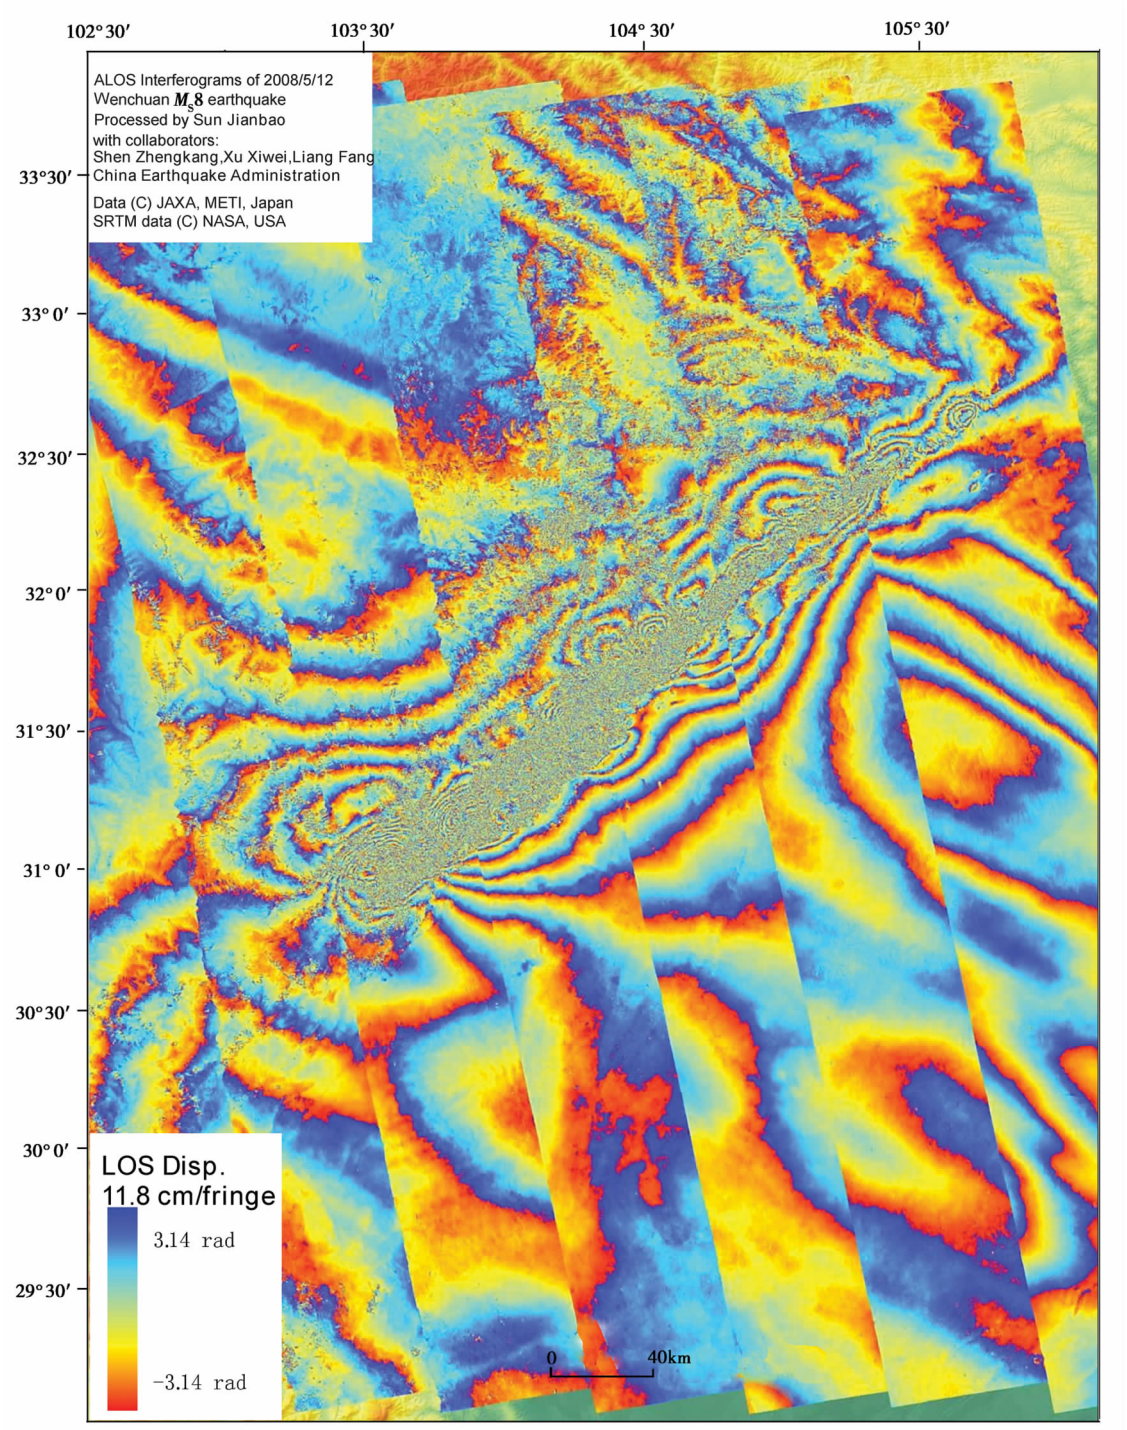 102°30′ 103°30′ 104°30′ 105°30′
ALOS Interferograms of 2008/5/12
Wenchuan Ms8 earthquake
Processed by Sun Jianbao
with collaborators:
Shen Zhengkang,Xu Xiwei,Liang Fang
China Earthquake Administration
Data (C) JAXA, METI, Japan
SRTM data (C) NASA, USA
33°30′
33° 0′
32°30′
32° 0′
31°30′
31° 0′
30°30′
30° 0′
29°30′
LOS Disp.
11.8 cm/fringe
3.14 rad
-3.14 rad
0 40km